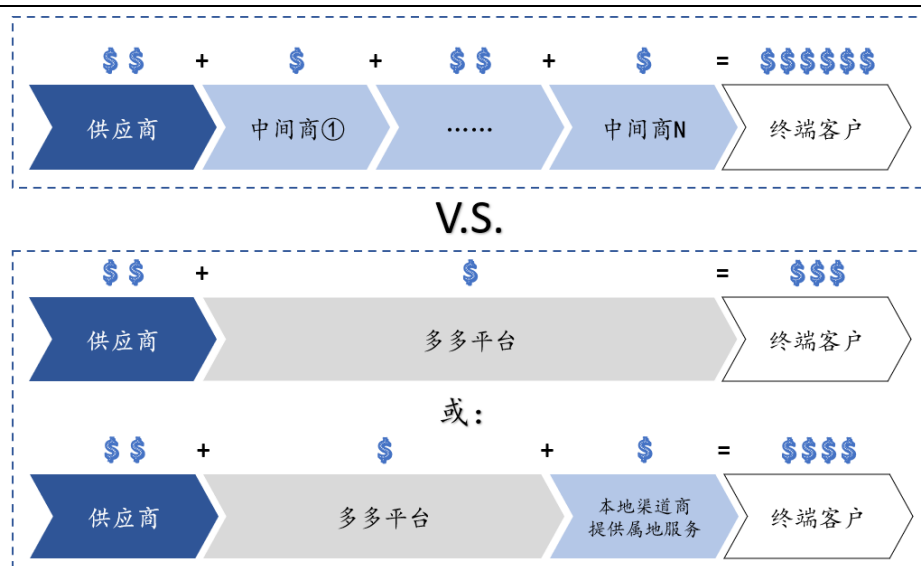 $$ + $ + $$ + $ = $$$$$$
供应商 中间商① …… 中间商N 终端客户
V.S.
$$ + $ = $$$
供应商 多多平台 终端客户
或:
$$ + $ + $ = $$$$
供应商 多多平台 本地渠道商 终端客户
提供属地服务